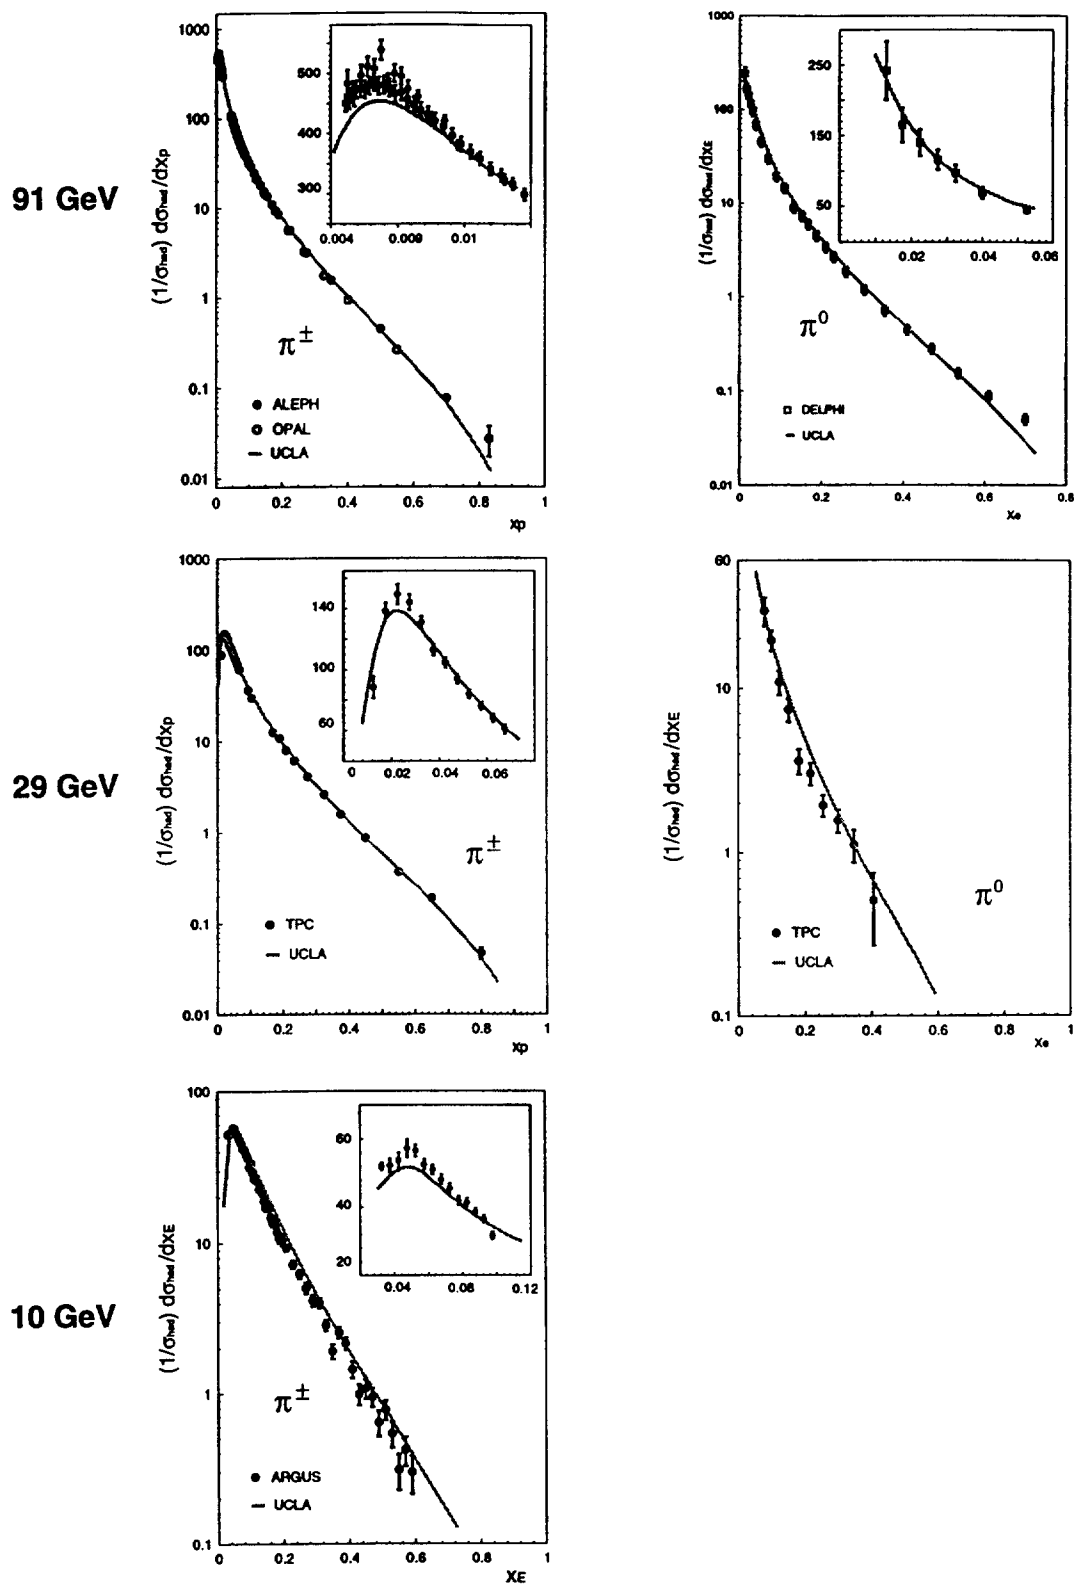 91 GeV
(1/σhad) dσhad/dxp
1000
100
10
1
0.1
0.01
500
400
300
0.004
0.008
0.01
π±
ALEPH
OPAL
UCLA
0
0.2
0.4
0.6
0.8
1
xp
(1/σhad) dσhad/dxE
1000
100
10
1
0.1
0.01
250
150
50
0.02
0.04
0.06
π0
DELPHI
UCLA
0
0.2
0.4
0.6
0.8
xe
29 GeV
(1/σhad) dσhad/dxp
1000
100
10
1
0.1
0.01
140
100
60
0
0.02
0.04
0.06
π±
TPC
UCLA
0
0.2
0.4
0.6
0.8
1
xp
(1/σhad) dσhad/dxE
60
10
1
0.1
π0
TPC
UCLA
0
0.2
0.4
0.6
0.8
1
xe
10 GeV
(1/σhad) dσhad/dxE
100
10
1
0.1
60
40
20
0.04
0.08
0.12
π±
ARGUS
UCLA
0
0.2
0.4
0.6
0.8
1
xE